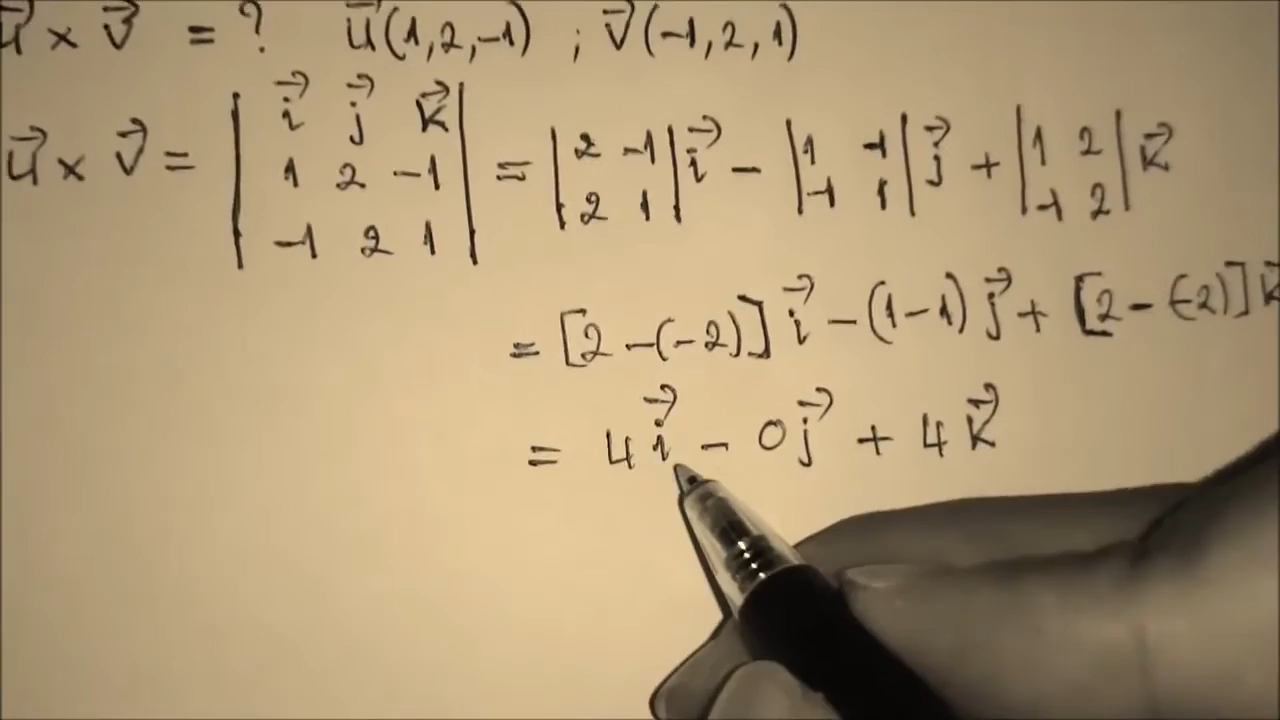 u⃗ × v⃗ = ? u⃗(1,2,-1) ; v⃗(-1,2,1)
u⃗ × v⃗ = | i⃗ j⃗ k⃗ | = | 2 -1 | i⃗ - | 1 -1 | j⃗ + | 1 2 | k⃗
| 1 2 -1 | | 2 1 | | -1 1 | | -1 2 |
| -1 2 1 |
= [2-(-2)] i⃗ - (1-1) j⃗ + [2-(-2)] k⃗
= 4 i⃗ - 0 j⃗ + 4 k⃗